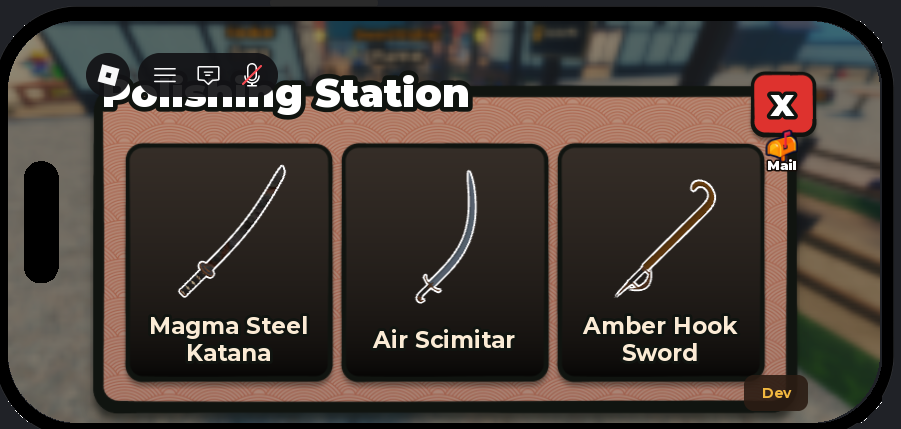 Polishing Station
X
Mail
Magma Steel
Katana
Air Scimitar
Amber Hook
Sword
Dev